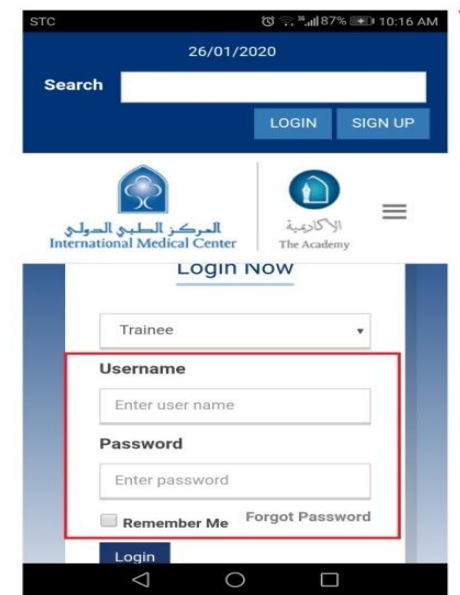 STC 87% 10:16 AM
26/01/2020
Search
LOGIN SIGN UP
المركز الطبي الدولي
International Medical Center
الأكاديمية
The Academy
Login Now
Trainee
Username
Enter user name
Password
Enter password
Remember Me Forgot Password
Login